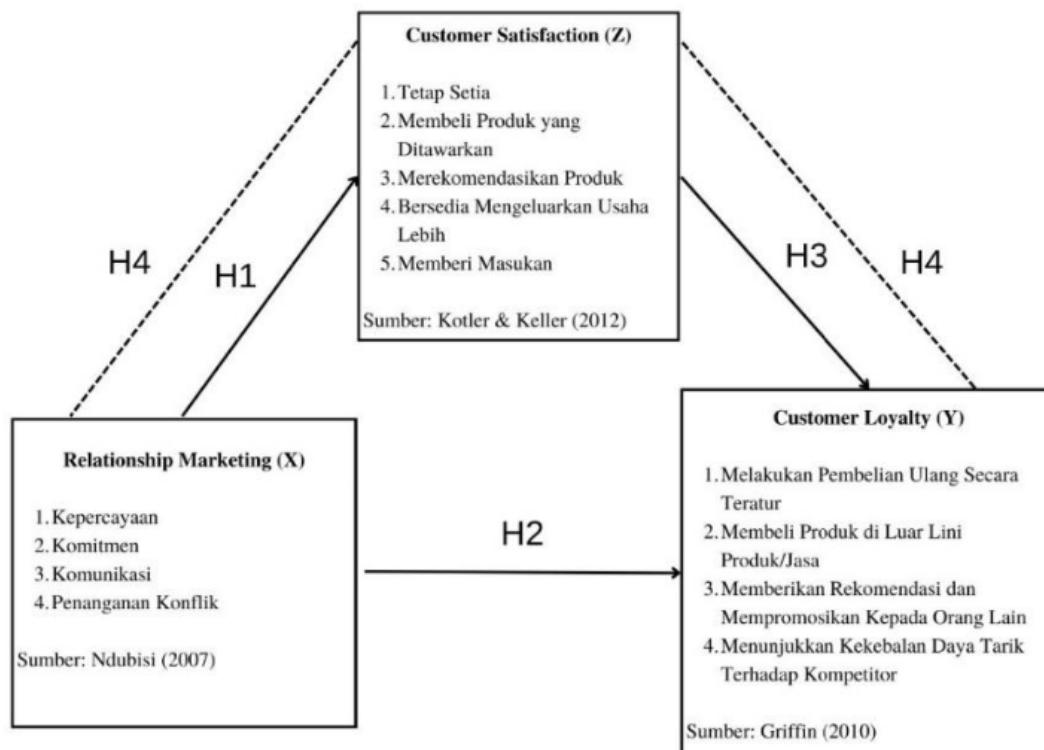 Customer Satisfaction (Z)
1. Tetap Setia
2. Membeli Produk yang
Ditawarkan
3. Merekomendasikan Produk
4. Bersedia Mengeluarkan Usaha
Lebih
5. Memberi Masukan
Sumber: Kotler & Keller (2012)
H4
H1
H3
H4
Relationship Marketing (X)
1. Kepercayaan
2. Komitmen
3. Komunikasi
4. Penanganan Konflik
Sumber: Ndubisi (2007)
H2
Customer Loyalty (Y)
1. Melakukan Pembelian Ulang Secara
Teratur
2. Membeli Produk di Luar Lini
Produk/Jasa
3. Memberikan Rekomendasi dan
Mempromosikan Kepada Orang Lain
4. Menunjukkan Kekebalan Daya Tarik
Terhadap Kompetitor
Sumber: Griffin (2010)